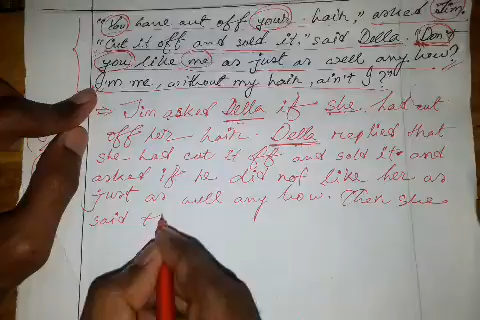 "You have cut off your hair," asked Jim.
"Cut it off and sold it." said Della. "Don't
you like me as just as well any how?
I'm me, without my hair, ain't I?"
⇒ Jim asked Della if she had cut
off her hair. Della replied that
she had cut it off and sold it and
asked if he did not like her as
just as well any how. Then she
said t